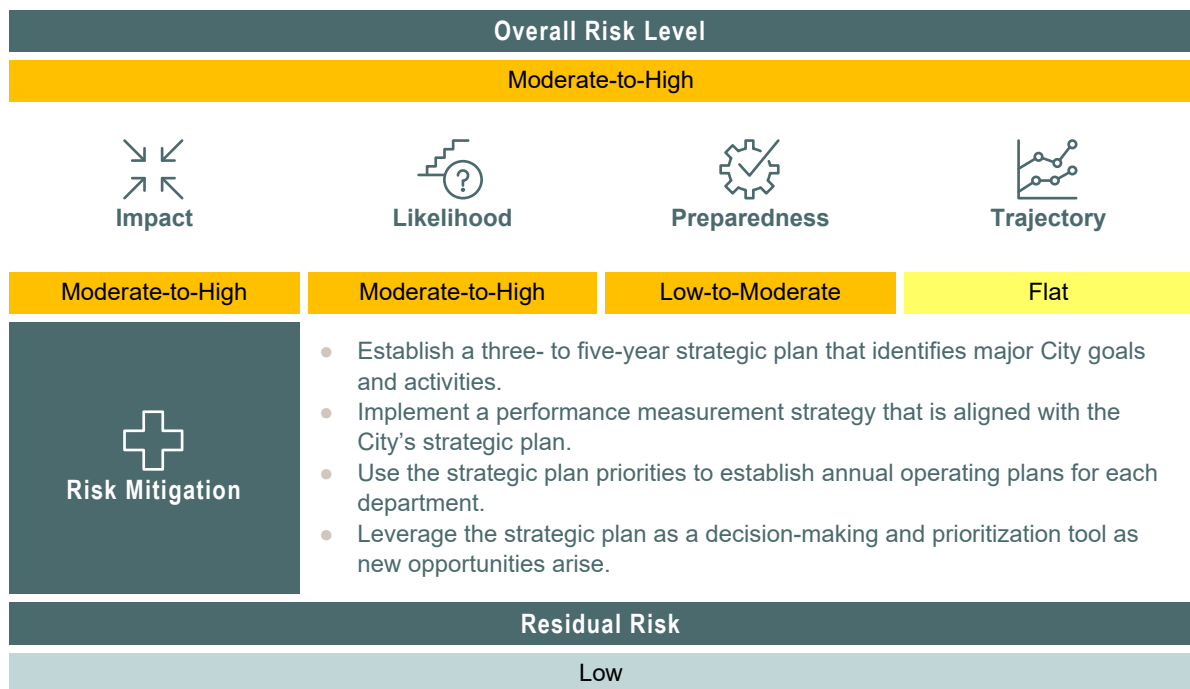 Overall Risk Level
Moderate-to-High
Impact
Likelihood
?
Preparedness
Trajectory
Moderate-to-High
Moderate-to-High
Low-to-Moderate
Flat
Risk Mitigation
● Establish a three- to five-year strategic plan that identifies major City goals
and activities.
● Implement a performance measurement strategy that is aligned with the
City’s strategic plan.
● Use the strategic plan priorities to establish annual operating plans for each
department.
● Leverage the strategic plan as a decision-making and prioritization tool as
new opportunities arise.
Residual Risk
Low